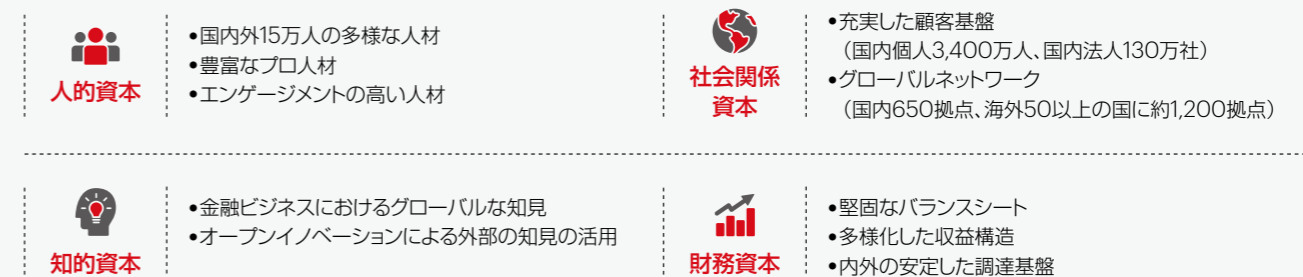 人的資本
•国内外15万人の多様な人材
•豊富なプロ人材
•エンゲージメントの高い人材
社会関係
資本
•充実した顧客基盤
（国内個人3,400万人、国内法人130万社）
•グローバルネットワーク
（国内650拠点、海外50以上の国に約1,200拠点）
知的資本
•金融ビジネスにおけるグローバルな知見
•オープンイノベーションによる外部の知見の活用
財務資本
•堅固なバランスシート
•多様化した収益構造
•内外の安定した調達基盤